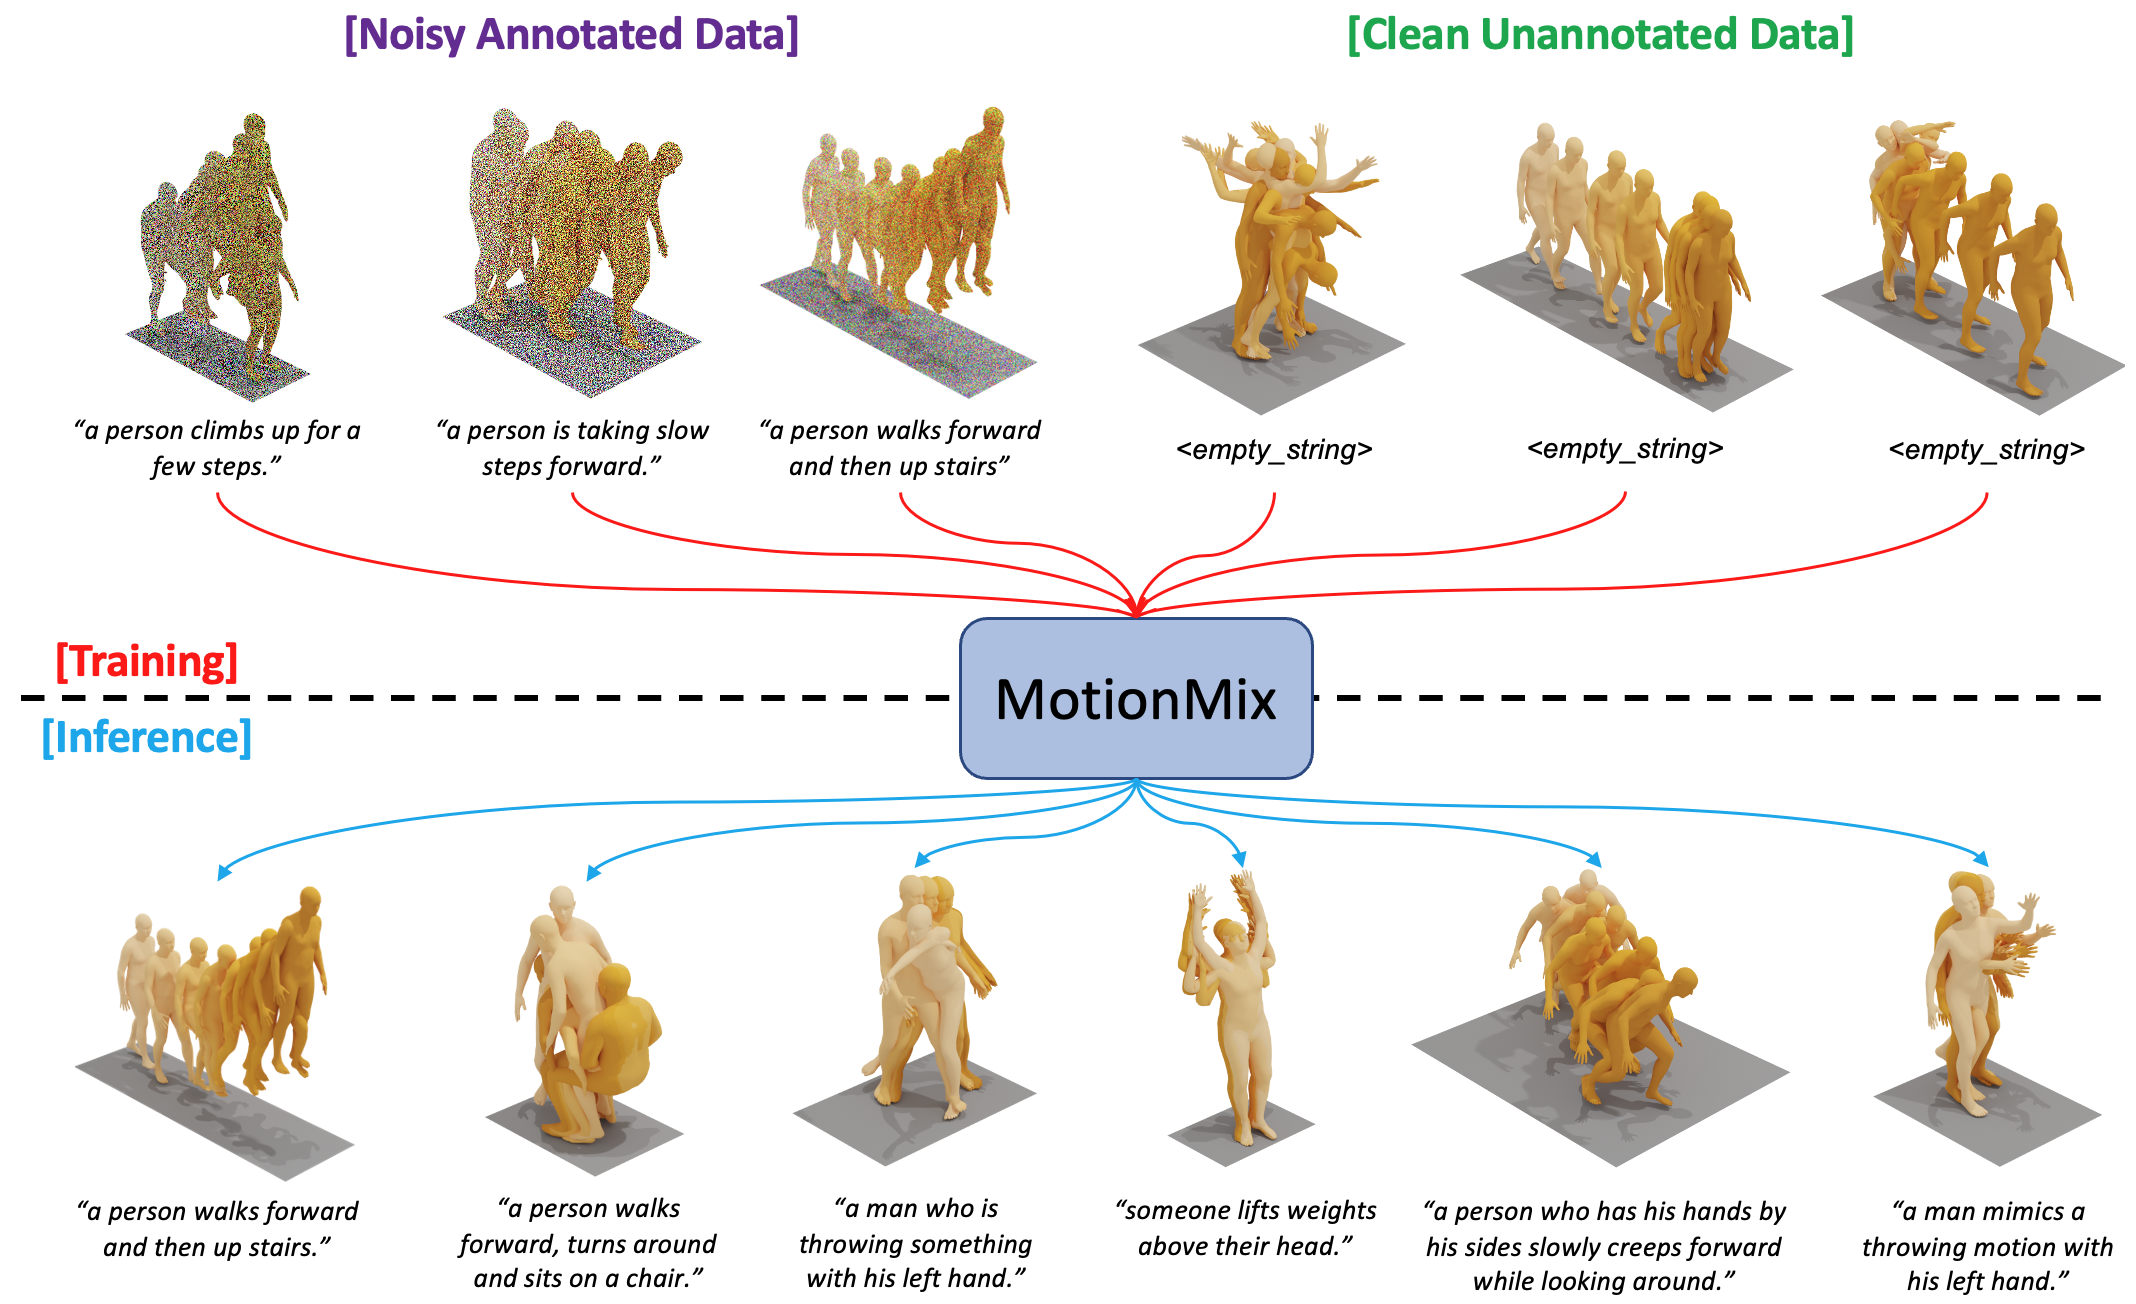 [Noisy Annotated Data]
[Clean Unannotated Data]
“a person climbs up for a
few steps.”
“a person is taking slow
steps forward.”
“a person walks forward
and then up stairs”
<empty_string>
<empty_string>
<empty_string>
[Training]
MotionMix
[Inference]
“a person walks forward
and then up stairs.”
“a person walks
forward, turns around
and sits on a chair.”
“a man who is
throwing something
with his left hand.”
“someone lifts weights
above their head.”
“a person who has his hands by
his sides slowly creeps forward
while looking around.”
“a man mimics a
throwing motion with
his left hand.”